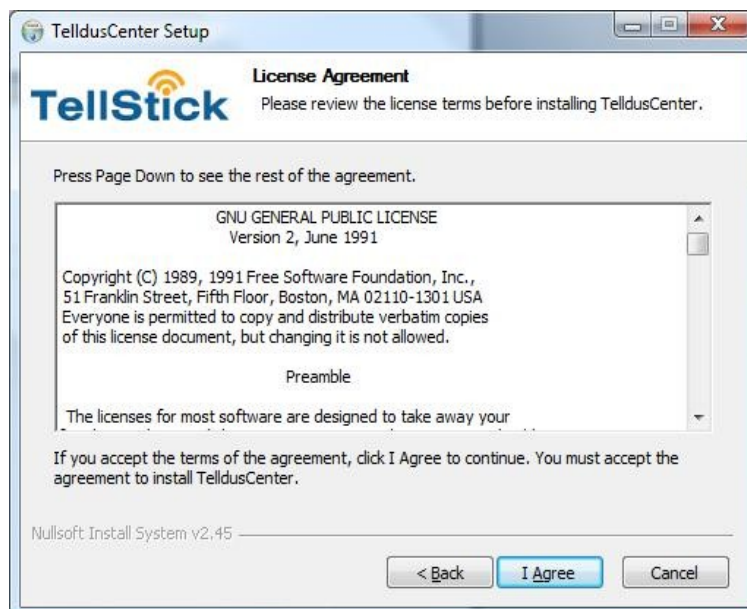 TelldusCenter Setup
TellStick
License Agreement
Please review the license terms before installing TelldusCenter.
Press Page Down to see the rest of the agreement.
GNU GENERAL PUBLIC LICENSE
Version 2, June 1991
Copyright (C) 1989, 1991 Free Software Foundation, Inc.,
51 Franklin Street, Fifth Floor, Boston, MA 02110-1301 USA
Everyone is permitted to copy and distribute verbatim copies
of this license document, but changing it is not allowed.
Preamble
The licenses for most software are designed to take away your
If you accept the terms of the agreement, click I Agree to continue. You must accept the
agreement to install TelldusCenter.
Nullsoft Install System v2.45
< Back
I Agree
Cancel